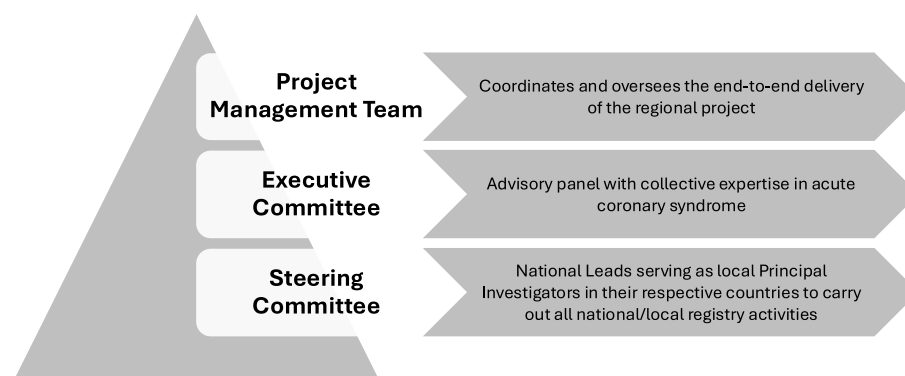 Project
Management Team
Coordinates and oversees the end-to-end delivery
of the regional project
Executive
Committee
Advisory panel with collective expertise in acute
coronary syndrome
Steering
Committee
National Leads serving as local Principal
Investigators in their respective countries to carry
out all national/local registry activities